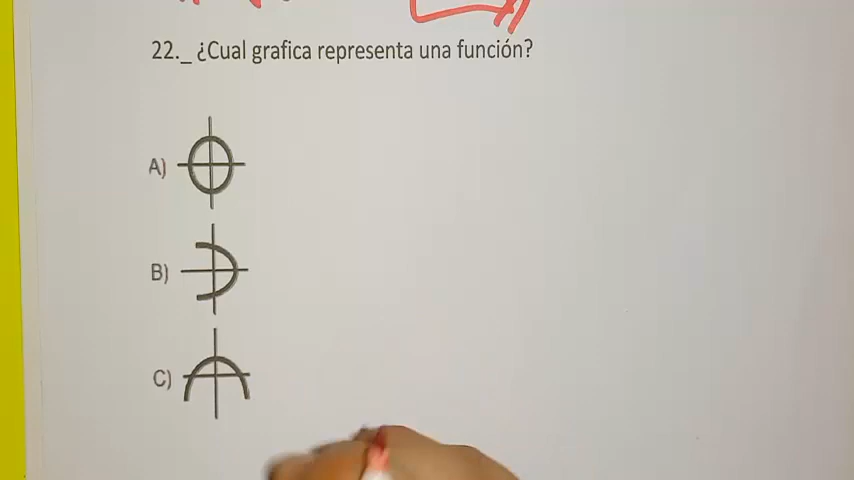 22._ ¿Cual grafica representa una función?
A)
B)
C)